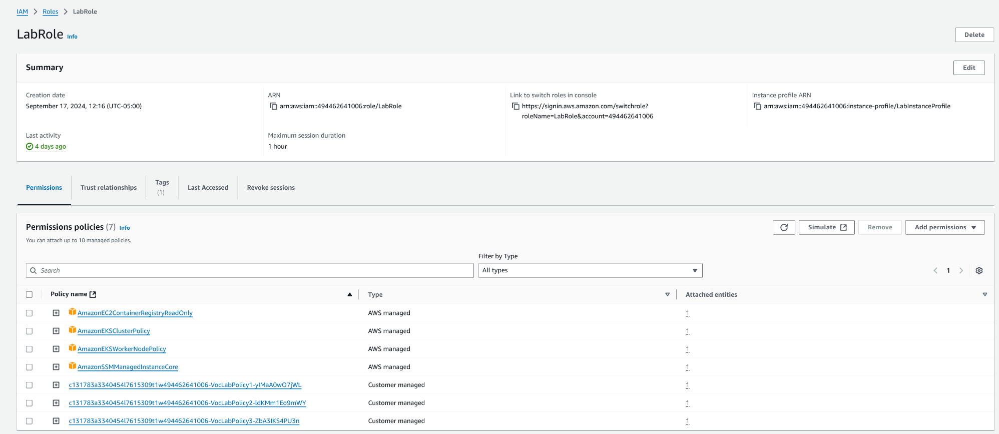 IAM > Roles > LabRole
LabRole Info
Delete
Summary
Edit
Creation date
September 17, 2024, 12:16 (UTC-05:00)
ARN
arn:aws:iam::494462641006:role/LabRole
Link to switch roles in console
https://signin.aws.amazon.com/switchrole?
roleName=LabRole&account=494462641006
Instance profile ARN
arn:aws:iam::494462641006:instance-profile/LabInstanceProfile
Last activity
4 days ago
Maximum session duration
1 hour
Permissions
Trust relationships
Tags
(1)
Last Accessed
Revoke sessions
Permissions policies (7) Info
You can attach up to 10 managed policies.
Simulate
Remove
Add permissions
Filter by Type
Search
All types
1
Policy name Type Attached entities
AmazonEC2ContainerRegistryReadOnly AWS managed 1
AmazonEKSClusterPolicy AWS managed 1
AmazonEKSWorkerNodePolicy AWS managed 1
AmazonSSMManagedInstanceCore AWS managed 1
c131783a3340454l7615309t1w494462641006-VocLabPolicy1-yIMaA0wO7jWL Customer managed 1
c131783a3340454l7615309t1w494462641006-VocLabPolicy2-ldKMm1Eo9mWY Customer managed 1
c131783a3340454l7615309t1w494462641006-VocLabPolicy3-ZbA3IKS4PU3n Customer managed 1